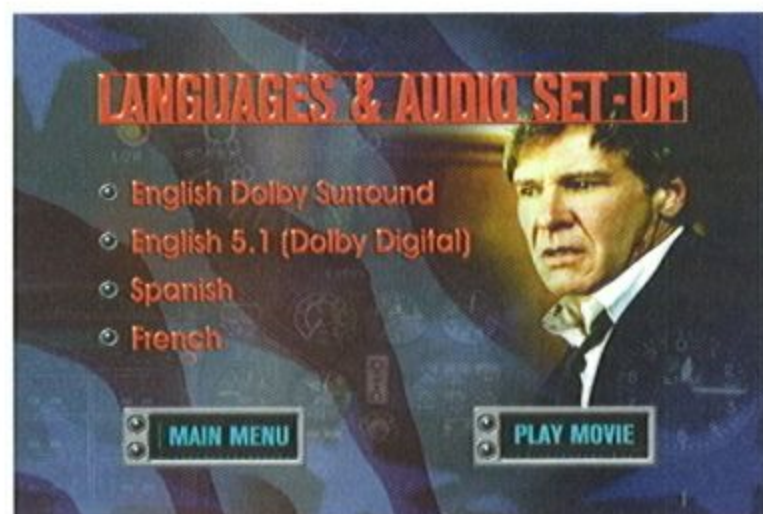 LANGUAGES & AUDIO SET-UP
English Dolby Surround
English 5.1 (Dolby Digital)
Spanish
French
MAIN MENU
PLAY MOVIE